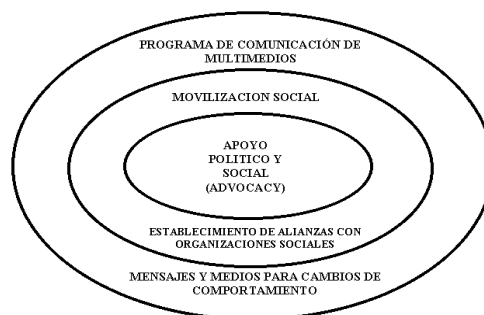 PROGRAMA DE COMUNICACIÓN DE
MULTIMEDIOS
MOVILIZACION SOCIAL
APOYO
POLITICO Y
SOCIAL
(ADVOCACY)
ESTABLECIMIENTO DE ALIANZAS CON
ORGANIZACIONES SOCIALES
MENSAJES Y MEDIOS PARA CAMBIOS DE
COMPORTAMIENTO